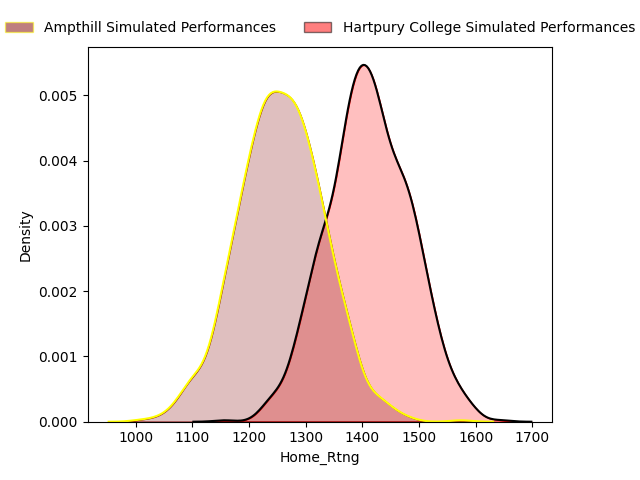 Ampthill Simulated Performances Hartpury College Simulated Performances
0.005
0.004
0.003
0.002
0.001
0.000
Density
1000 1100 1200 1300 1400 1500 1600 1700
Home_Rtng